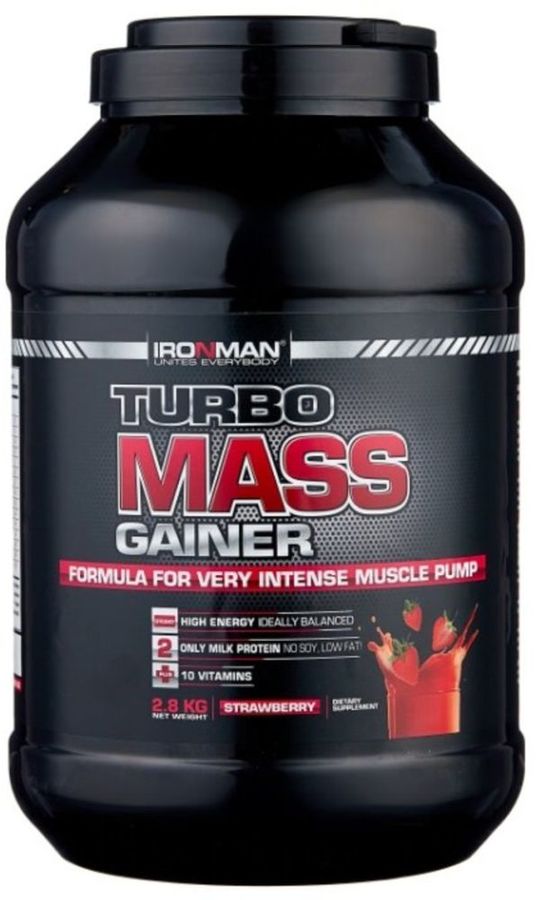 IRONMAN®
UNITES EVERYBODY
TURBO
MASS
GAINER
FORMULA FOR VERY INTENSE MUSCLE PUMP
HIGH ENERGY IDEALLY BALANCED
2 ONLY MILK PROTEIN NO SOY, LOW FAT!
PLUS 10 VITAMINS
2.8 KG
NET WEIGHT
STRAWBERRY
DIETARY
SUPPLEMENT